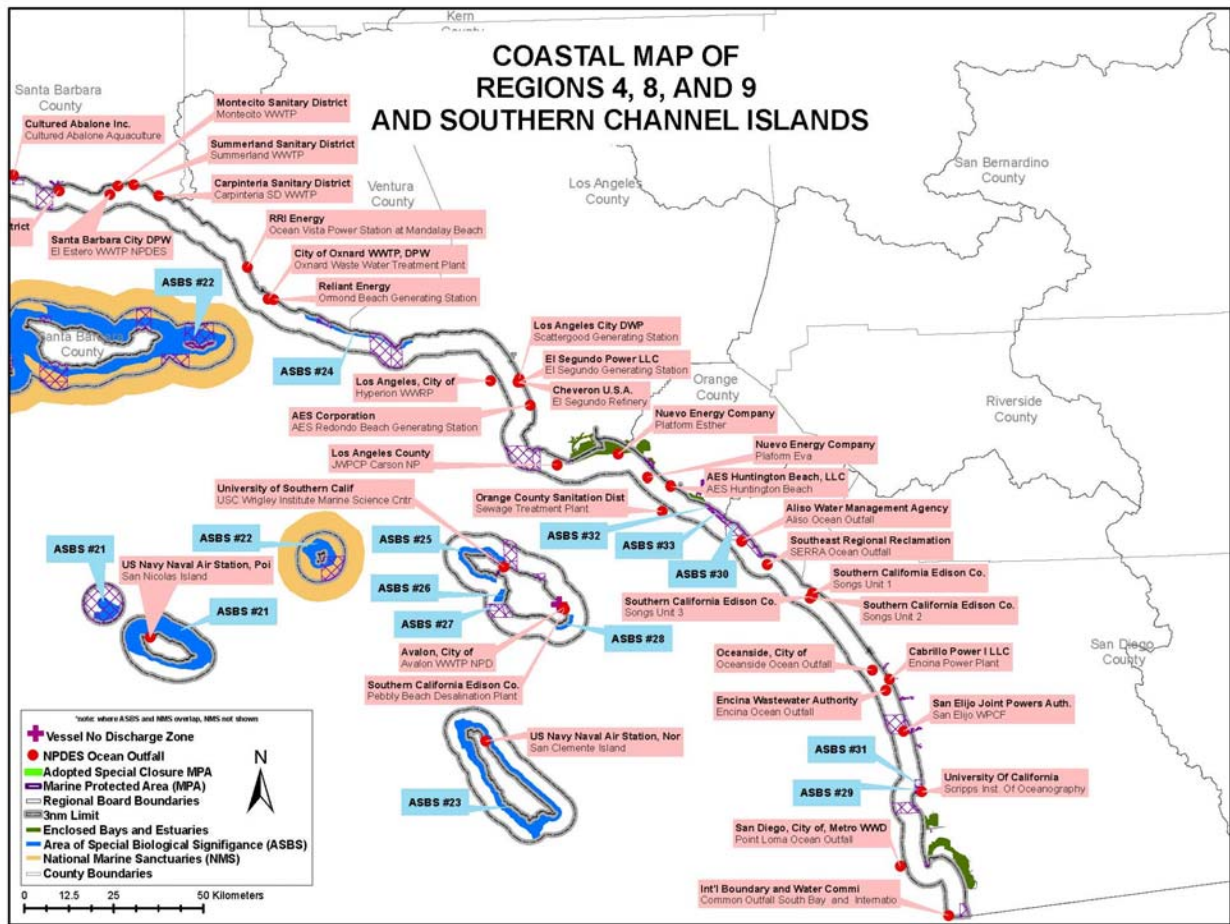 COASTAL MAP OF
REGIONS 4, 8, AND 9
AND SOUTHERN CHANNEL ISLANDS
Kern
County
Santa Barbara
County
Ventura
County
Los Angeles
County
San Bernardino
County
Cultured Abalone Inc.
Cultured Abalone Aquaculture
Montecito Sanitary District
Montecito WWTP
Summerland Sanitary District
Summerland WWTP
Carpinteria Sanitary District
Carpinteria SD WWTP
trict
Santa Barbara City DPW
El Estero WWTP NPDES
RRI Energy
Ocean Vista Power Station at Mandalay Beach
City of Oxnard WWTP, DPW
Oxnard Waste Water Treatment Plant
Reliant Energy
Ormond Beach Generating Station
ASBS #22
Santa Barbara
County
ASBS #24
Los Angeles City DWP
Scattergood Generating Station
El Segundo Power LLC
El Segundo Generating Station
Los Angeles, City of
Hyperion WWRP
Cheveron U.S.A.
El Segundo Refinery
Orange
County
Riverside
County
AES Corporation
AES Redondo Beach Generating Station
Nuevo Energy Company
Platform Esther
Los Angeles County
JWPCP Carson NP
Nuevo Energy Company
Plaform Eva
University of Southern Calif
USC Wrigley Institute Marine Science Cntr
AES Huntington Beach, LLC
AES Huntington Beach
Orange County Sanitation Dist
Sewage Treatment Plant
Aliso Water Management Agency
Aliso Ocean Outfall
ASBS #32
ASBS #33
ASBS #30
Southeast Regional Reclamation
SERRA Ocean Outfall
ASBS #21
ASBS #22
ASBS #25
US Navy Naval Air Station, Poi
San Nicolas Island
ASBS #26
ASBS #21
ASBS #27
ASBS #28
Southern California Edison Co.
Songs Unit 1
Southern California Edison Co.
Songs Unit 3
Southern California Edison Co.
Songs Unit 2
San Diego
County
Avalon, City of
Avalon WWTP NPD
Southern California Edison Co.
Pebbly Beach Desalination Plant
Oceanside, City of
Oceanside Ocean Outfall
Cabrillo Power I LLC
Encina Power Plant
Encina Wastewater Authority
Encina Ocean Outfall
San Elijo Joint Powers Auth.
San Elijo WPCF
US Navy Naval Air Station, Nor
San Clemente Island
ASBS #31
ASBS #23
ASBS #29
University Of California
Scripps Inst. Of Oceanography
San Diego, City of, Metro WWD
Point Loma Ocean Outfall
Int'l Boundary and Water Commi
Common Outfall South Bay and Internatio
*note: where ASBS and NMS overlap, NMS not shown
Vessel No Discharge Zone
NPDES Ocean Outfall
Adopted Special Closure MPA
Marine Protected Area (MPA)
Regional Board Boundaries
3nm Limit
Enclosed Bays and Estuaries
Area of Special Biological Signifigance (ASBS)
National Marine Sanctuaries (NMS)
County Boundaries
N
0 12.5 25 50 Kilometers